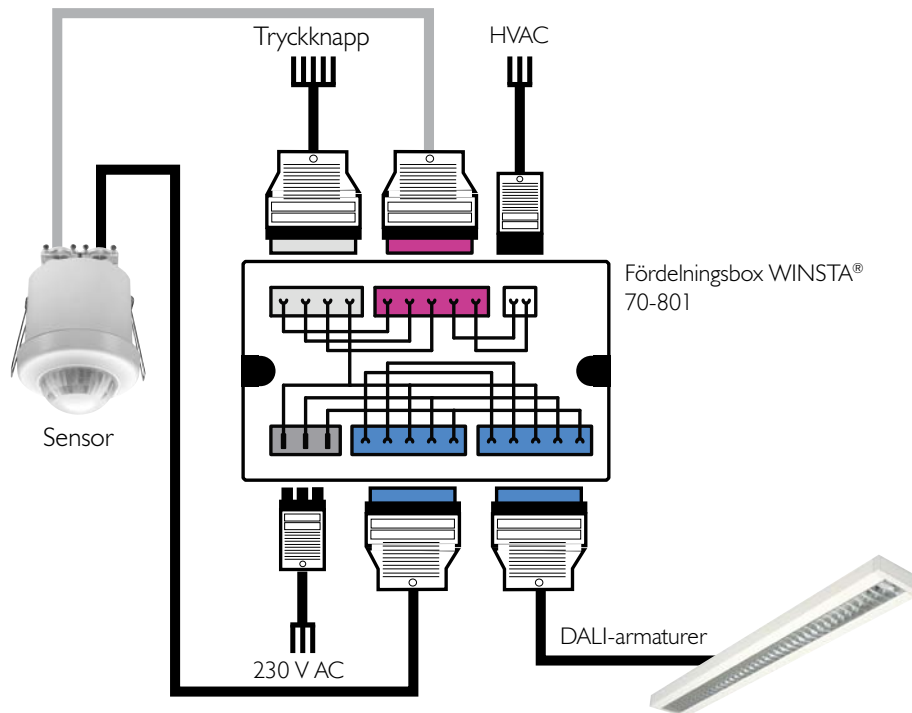 Tryckknapp
HVAC
Fördelningsbox WINSTA®
70-801
Sensor
DALI-armaturer
230 V AC